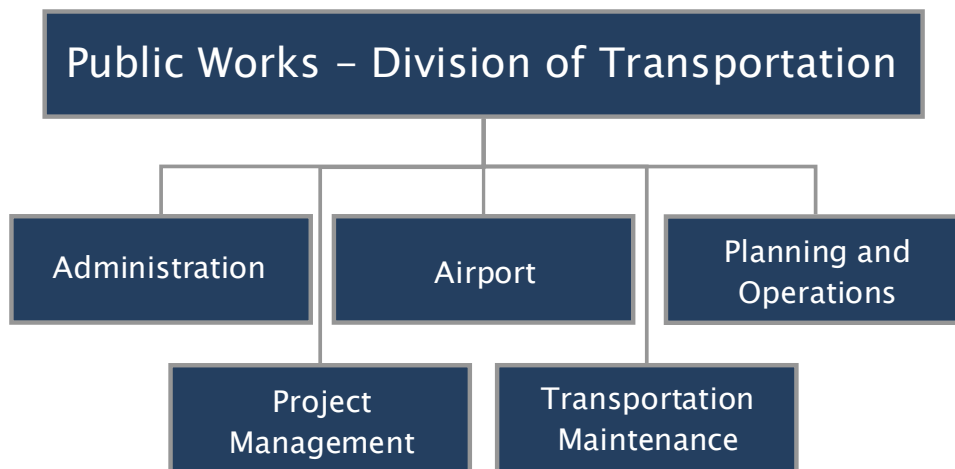 Public Works – Division of Transportation
Administration
Airport
Planning and
Operations
Project
Management
Transportation
Maintenance